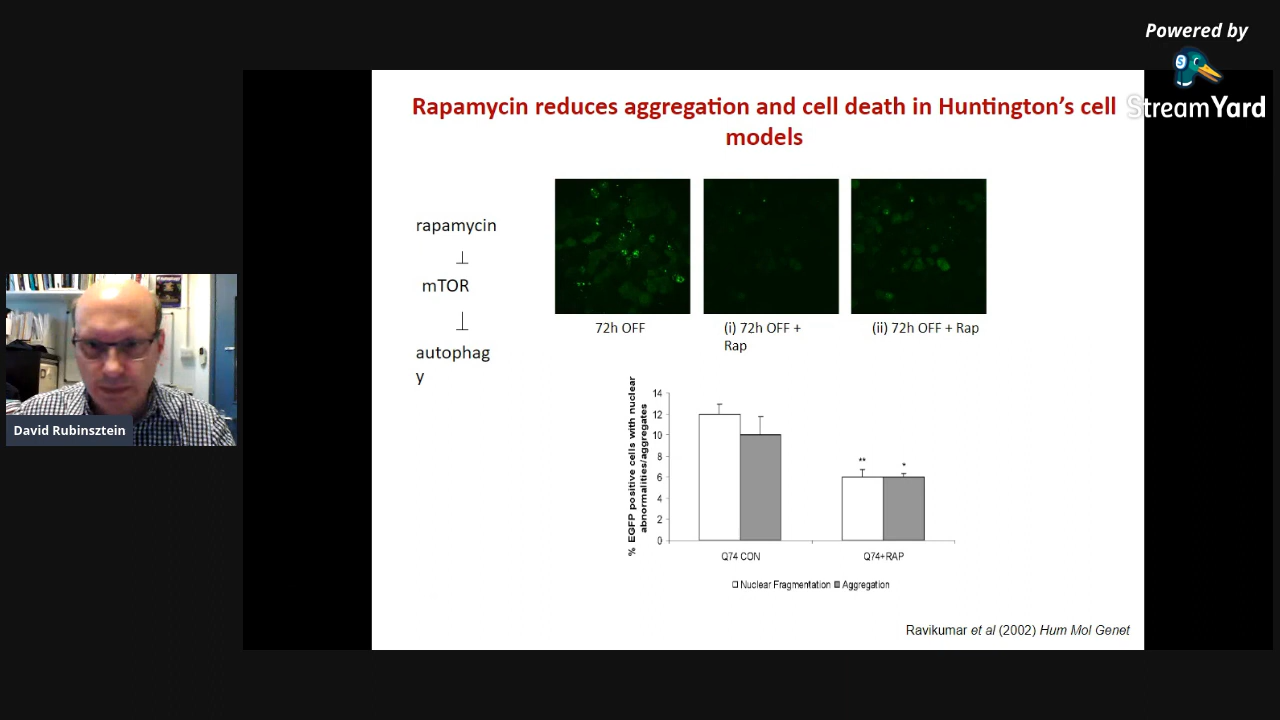 Powered by
StreamYard
Rapamycin reduces aggregation and cell death in Huntington's cell
models
rapamycin
mTOR
autophag
y
72h OFF
(i) 72h OFF +
Rap
(ii) 72h OFF + Rap
% EGFP positive cells with nuclear
abnormalities/aggregates
14
12
10
8
6
4
2
0
**
*
Q74 CON
Q74+RAP
Nuclear Fragmentation
Aggregation
Ravikumar et al (2002) Hum Mol Genet
David Rubinsztein